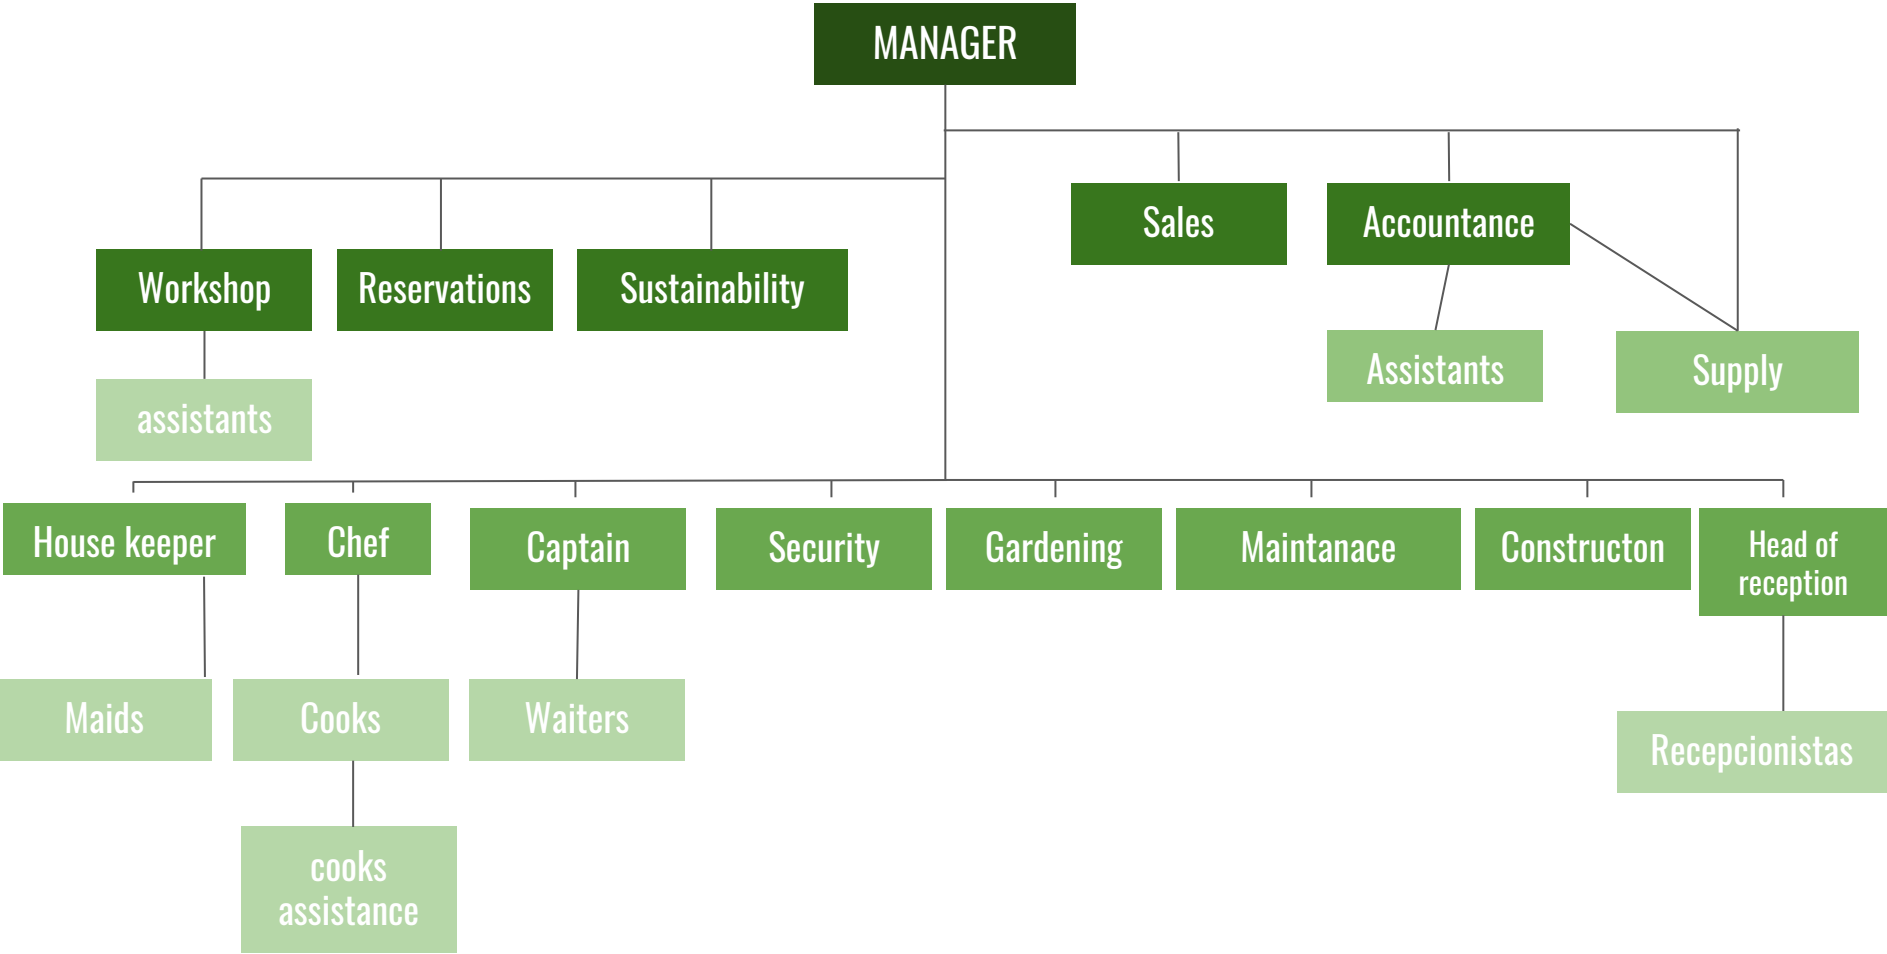 MANAGER
Sales
Accountance
Workshop
Reservations
Sustainability
Assistants
Supply
assistants
House keeper
Chef
Captain
Security
Gardening
Maintanace
Constructon
Head of
reception
Maids
Cooks
Waiters
Recepcionistas
cooks
assistance